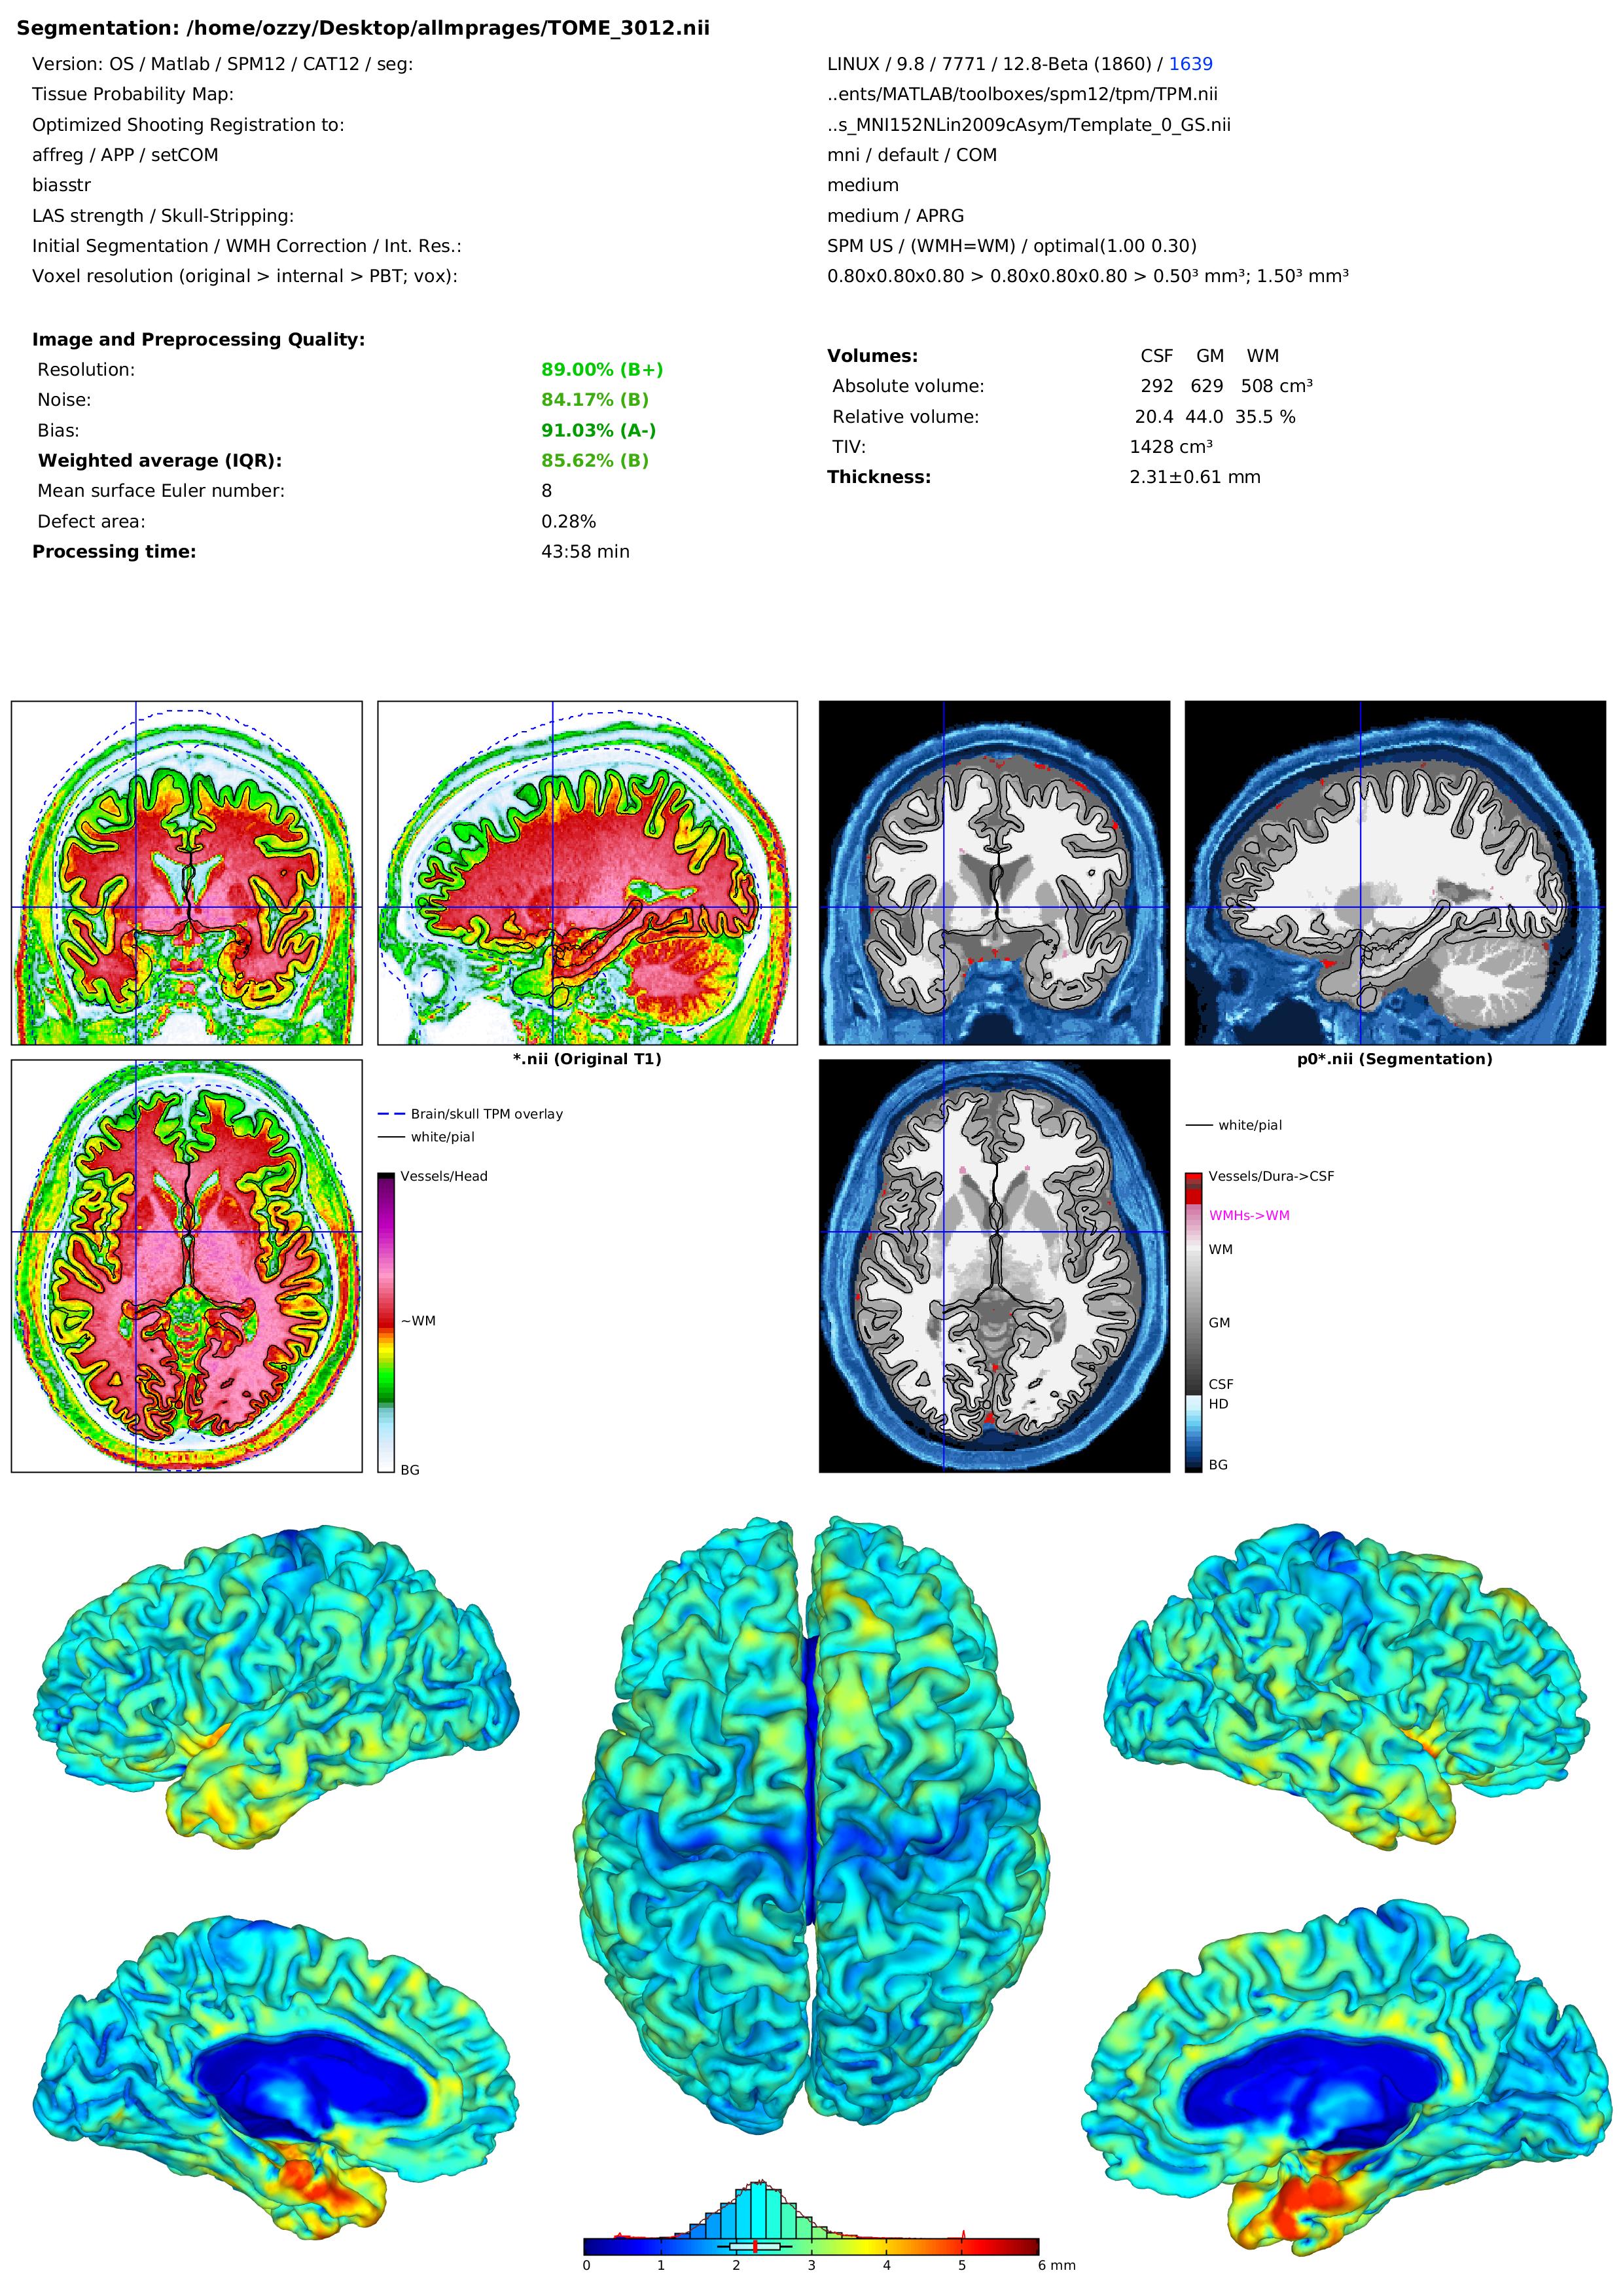 Segmentation: /home/ozzy/Desktop/allmprages/TOME_3012.nii
Version: OS / Matlab / SPM12 / CAT12 / seg: LINUX / 9.8 / 7771 / 12.8-Beta (1860) / 1639
Tissue Probability Map: ..ents/MATLAB/toolboxes/spm12/tpm/TPM.nii
Optimized Shooting Registration to: ..s_MNI152NLin2009cAsym/Template_0_GS.nii
affreg / APP / setCOM mni / default / COM
biasstr medium
LAS strength / Skull-Stripping: medium / APRG
Initial Segmentation / WMH Correction / Int. Res.: SPM US / (WMH=WM) / optimal(1.00 0.30)
Voxel resolution (original > internal > PBT; vox): 0.80x0.80x0.80 > 0.80x0.80x0.80 > 0.50³ mm³; 1.50³ mm³
Image and Preprocessing Quality:
Resolution: 89.00% (B+)
Noise: 84.17% (B)
Bias: 91.03% (A-)
Weighted average (IQR): 85.62% (B)
Mean surface Euler number: 8
Defect area: 0.28%
Processing time: 43:58 min
Volumes: CSF GM WM
Absolute volume: 292 629 508 cm³
Relative volume: 20.4 44.0 35.5 %
TIV: 1428 cm³
Thickness: 2.31±0.61 mm
*.nii (Original T1)
Brain/skull TPM overlay
white/pial
Vessels/Head
~WM
BG
p0*.nii (Segmentation)
white/pial
Vessels/Dura->CSF
WMHs->WM
WM
GM
CSF
HD
BG
0 1 2 3 4 5 6 mm